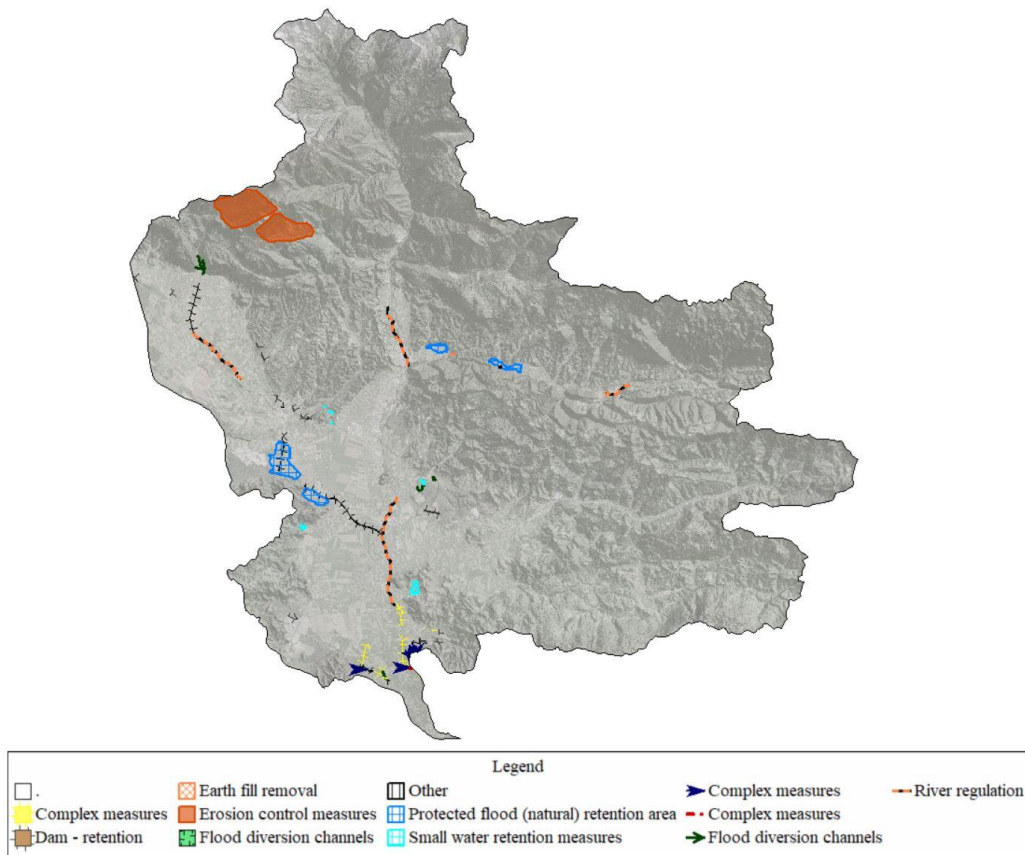 Legend
. Earth fill removal Other Complex measures River regulation
Complex measures Erosion control measures Protected flood (natural) retention area Complex measures
Dam - retention Flood diversion channels Small water retention measures Flood diversion channels